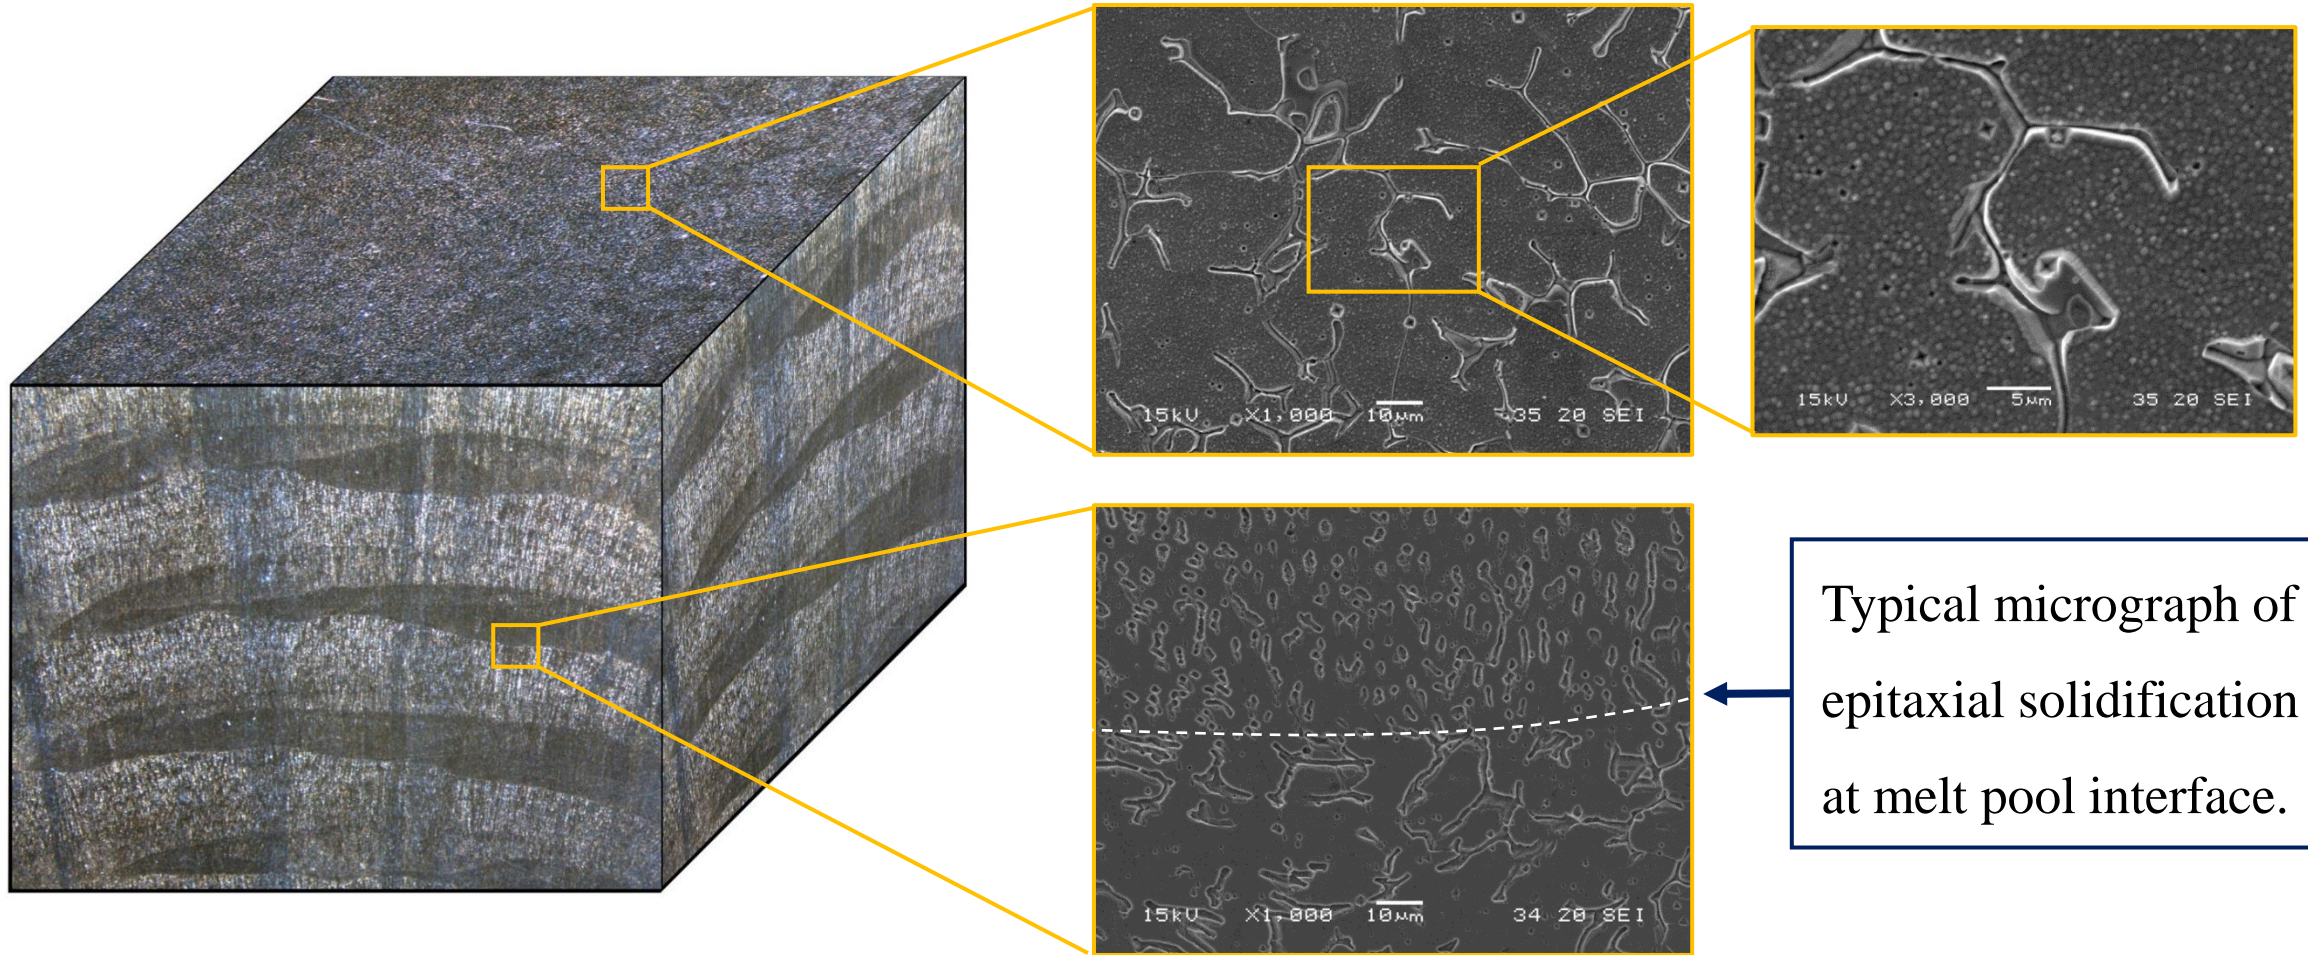 15kV X1,000 10μm 35 20 SEI
15kV X3,000 5μm 35 20 SEI
15kV X1,000 10μm 34 20 SEI
Typical micrograph of
epitaxial solidification
at melt pool interface.